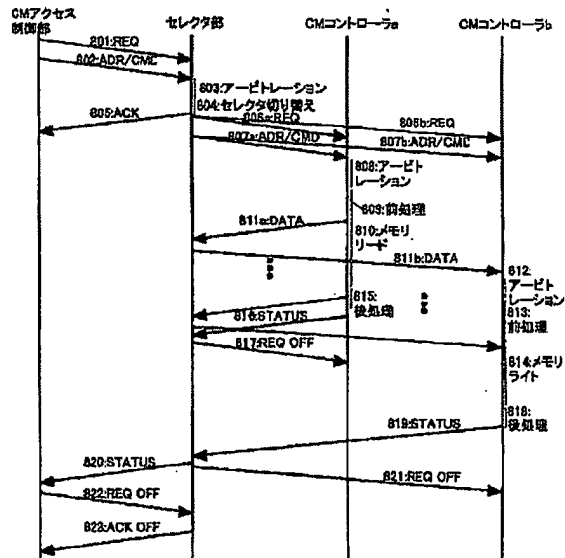 CMアクセス
制御部
セレクタ部
CMコントローラa
CMコントローラb
801:REQ
802:ADR/CMD
803:アービトレーション
804:セレクタ切り替え
805:ACK
806a:REQ
806b:REQ
807a:ADR/CMD
807b:ADR/CMD
808:アービト
レーション
809:前処理
811a:DATA
810:メモリ
リード
811b:DATA
812:
アービト
レーション
815:
後処理
813:
前処理
816:STATUS
817:REQ OFF
814:メモリ
ライト
818:
後処理
819:STATUS
820:STATUS
821:REQ OFF
822:REQ OFF
823:ACK OFF